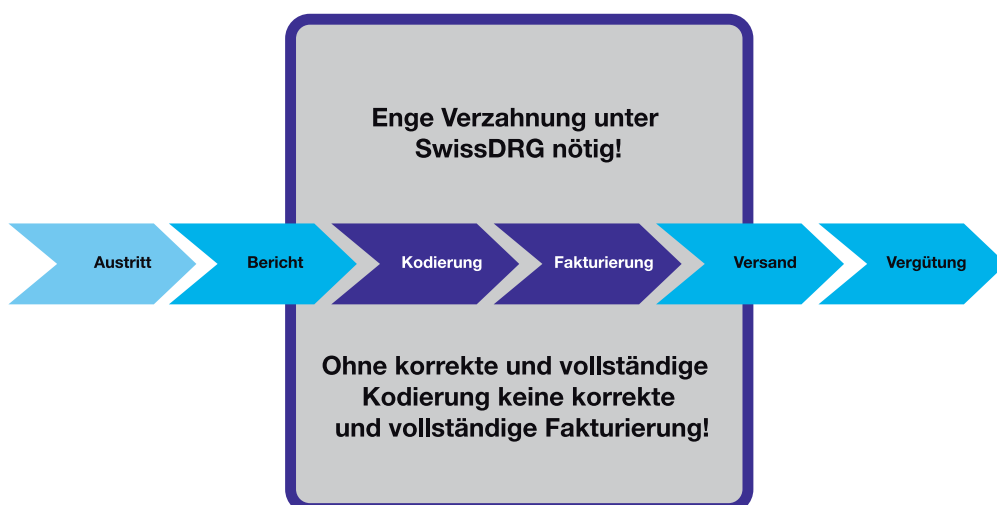 Enge Verzahnung unter
SwissDRG nötig!
Austritt
Bericht
Kodierung
Fakturierung
Versand
Vergütung
Ohne korrekte und vollständige
Kodierung keine korrekte
und vollständige Fakturierung!